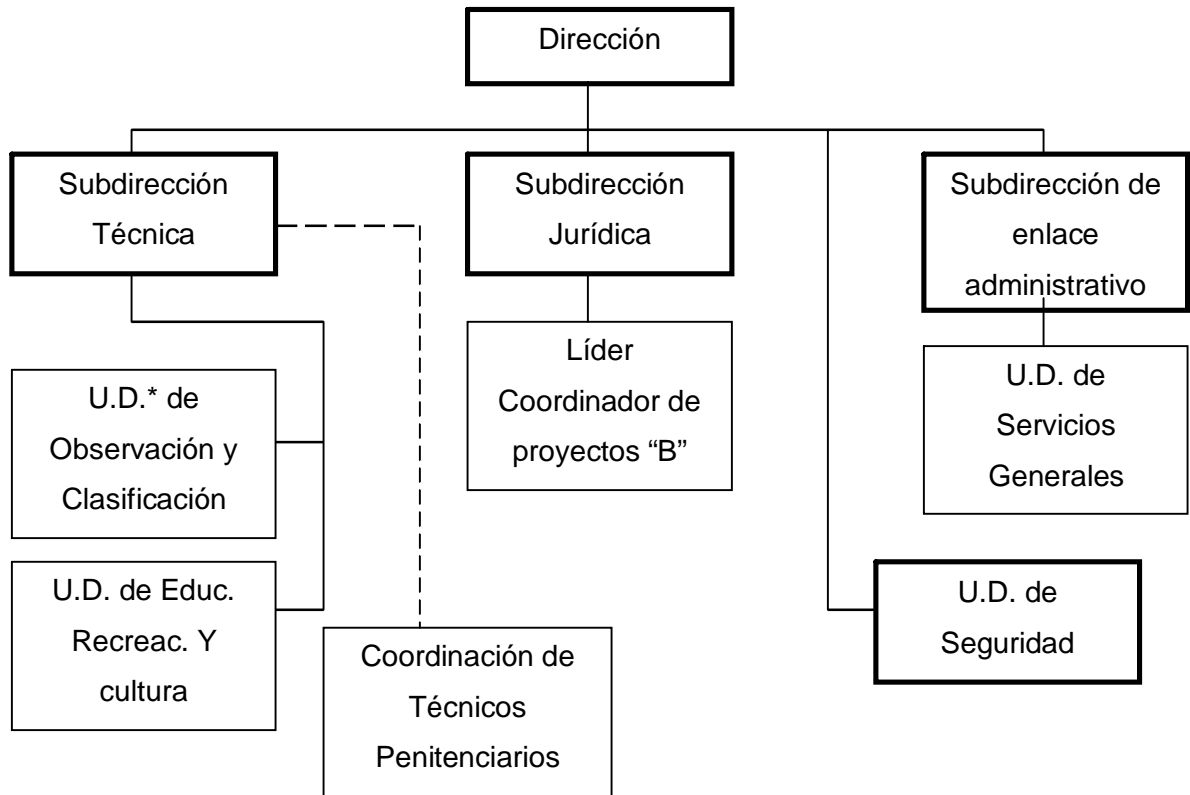 Dirección
Subdirección
Técnica
Subdirección
Jurídica
Subdirección de
enlace
administrativo
Líder
Coordinador de
proyectos “B”
U.D. de
Servicios
Generales
U.D.* de
Observación y
Clasificación
U.D. de Educ.
Recreac. Y
cultura
Coordinación de
Técnicos
Penitenciarios
U.D. de
Seguridad